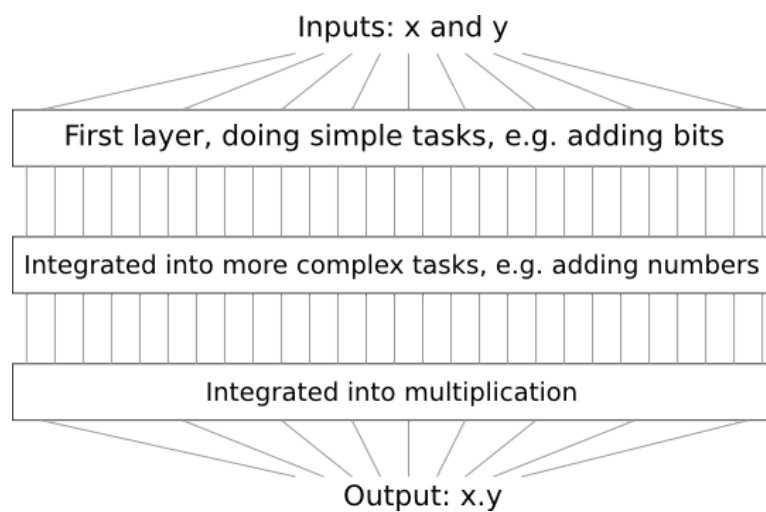 Inputs: x and y
First layer, doing simple tasks, e.g. adding bits
Integrated into more complex tasks, e.g. adding numbers
Integrated into multiplication
Output: x.y